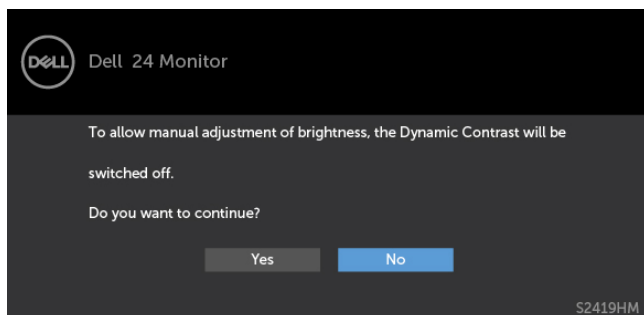 DELL
Dell 24 Monitor
To allow manual adjustment of brightness, the Dynamic Contrast will be
switched off.
Do you want to continue?
Yes No
S2419HM